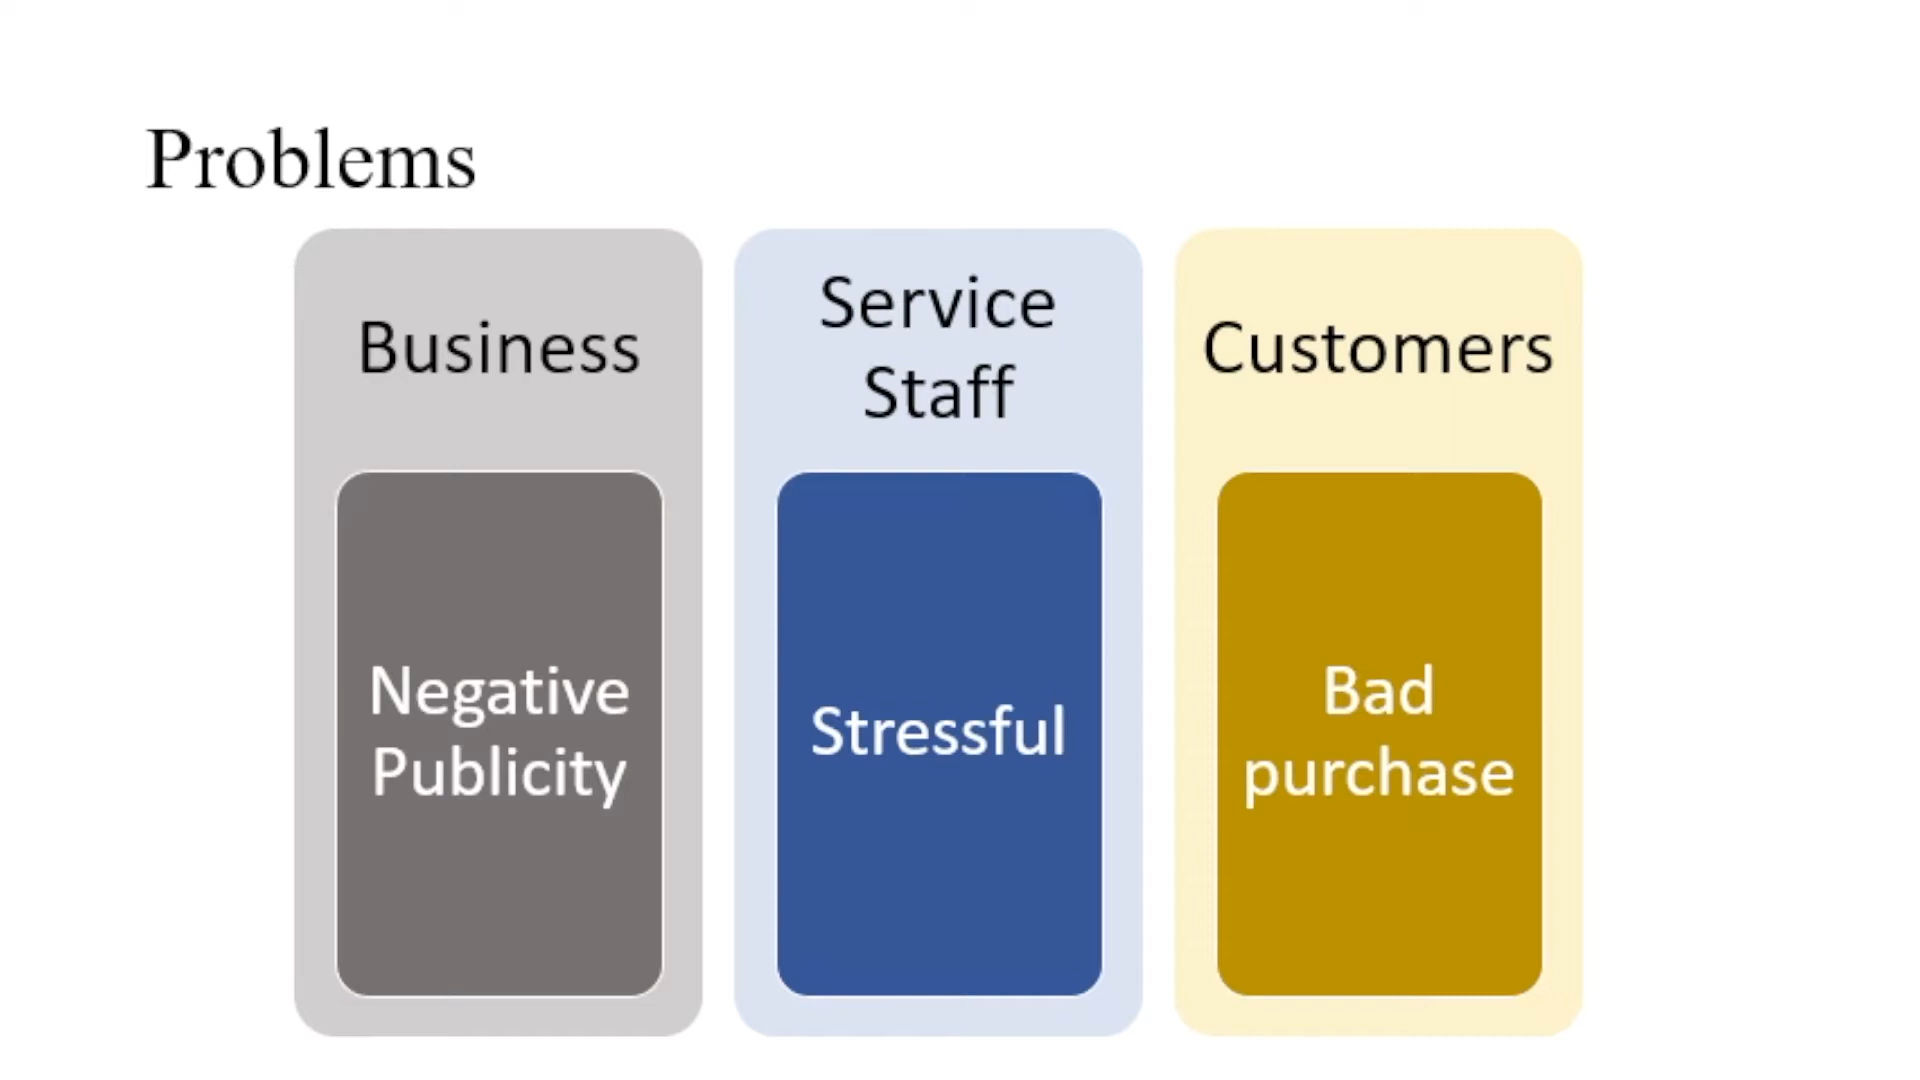 Problems
Business
Negative
Publicity
Service
Staff
Stressful
Customers
Bad
purchase